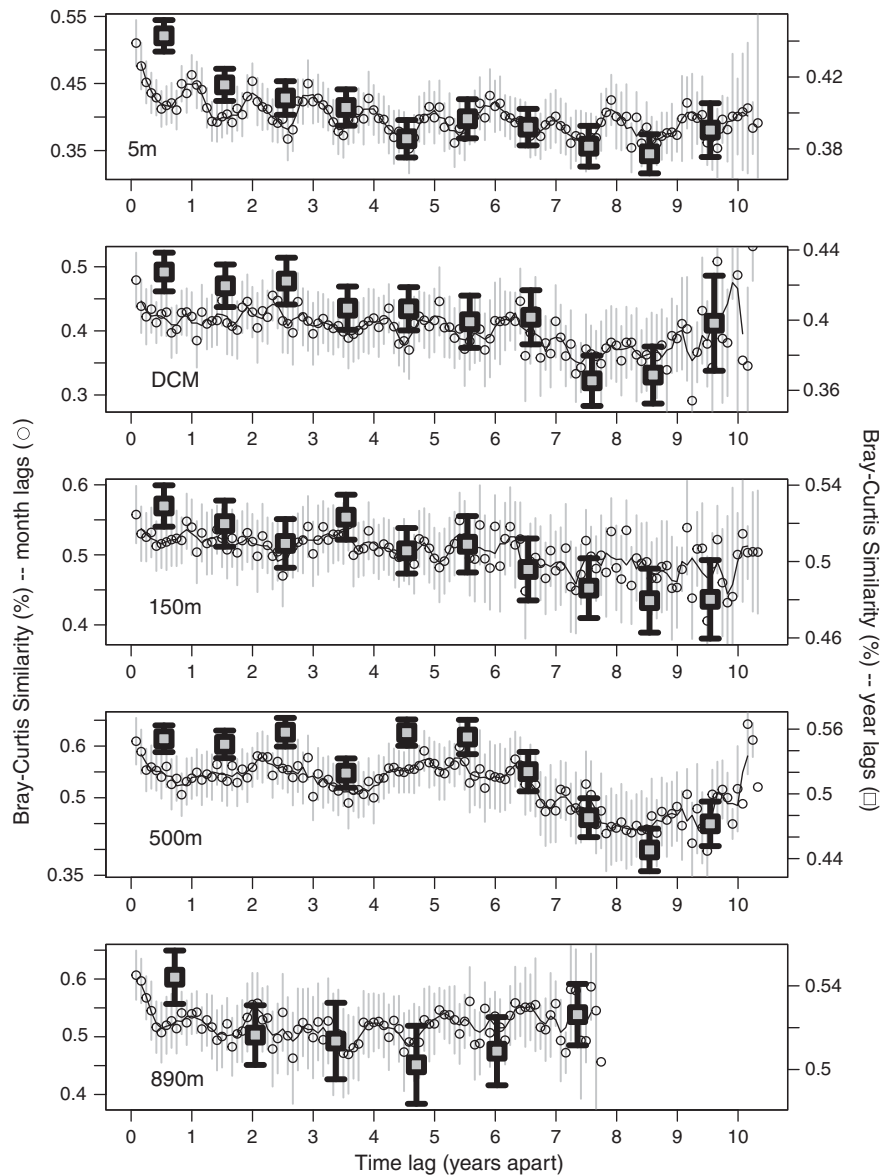 0.55
0.45
0.35
0.42
0.38
5m
0 1 2 3 4 5 6 7 8 9 10
0.5
0.4
0.3
0.44
0.4
0.36
DCM
0 1 2 3 4 5 6 7 8 9 10
0.6
0.5
0.4
0.54
0.5
0.46
150m
0 1 2 3 4 5 6 7 8 9 10
0.6
0.5
0.35
0.56
0.5
0.44
500m
0 1 2 3 4 5 6 7 8 9 10
0.6
0.5
0.4
0.54
0.5
890m
0 1 2 3 4 5 6 7 8 9 10
Time lag (years apart)
Bray-Curtis Similarity (%) -- month lags (○)
Bray-Curtis Similarity (%) -- year lags (□)